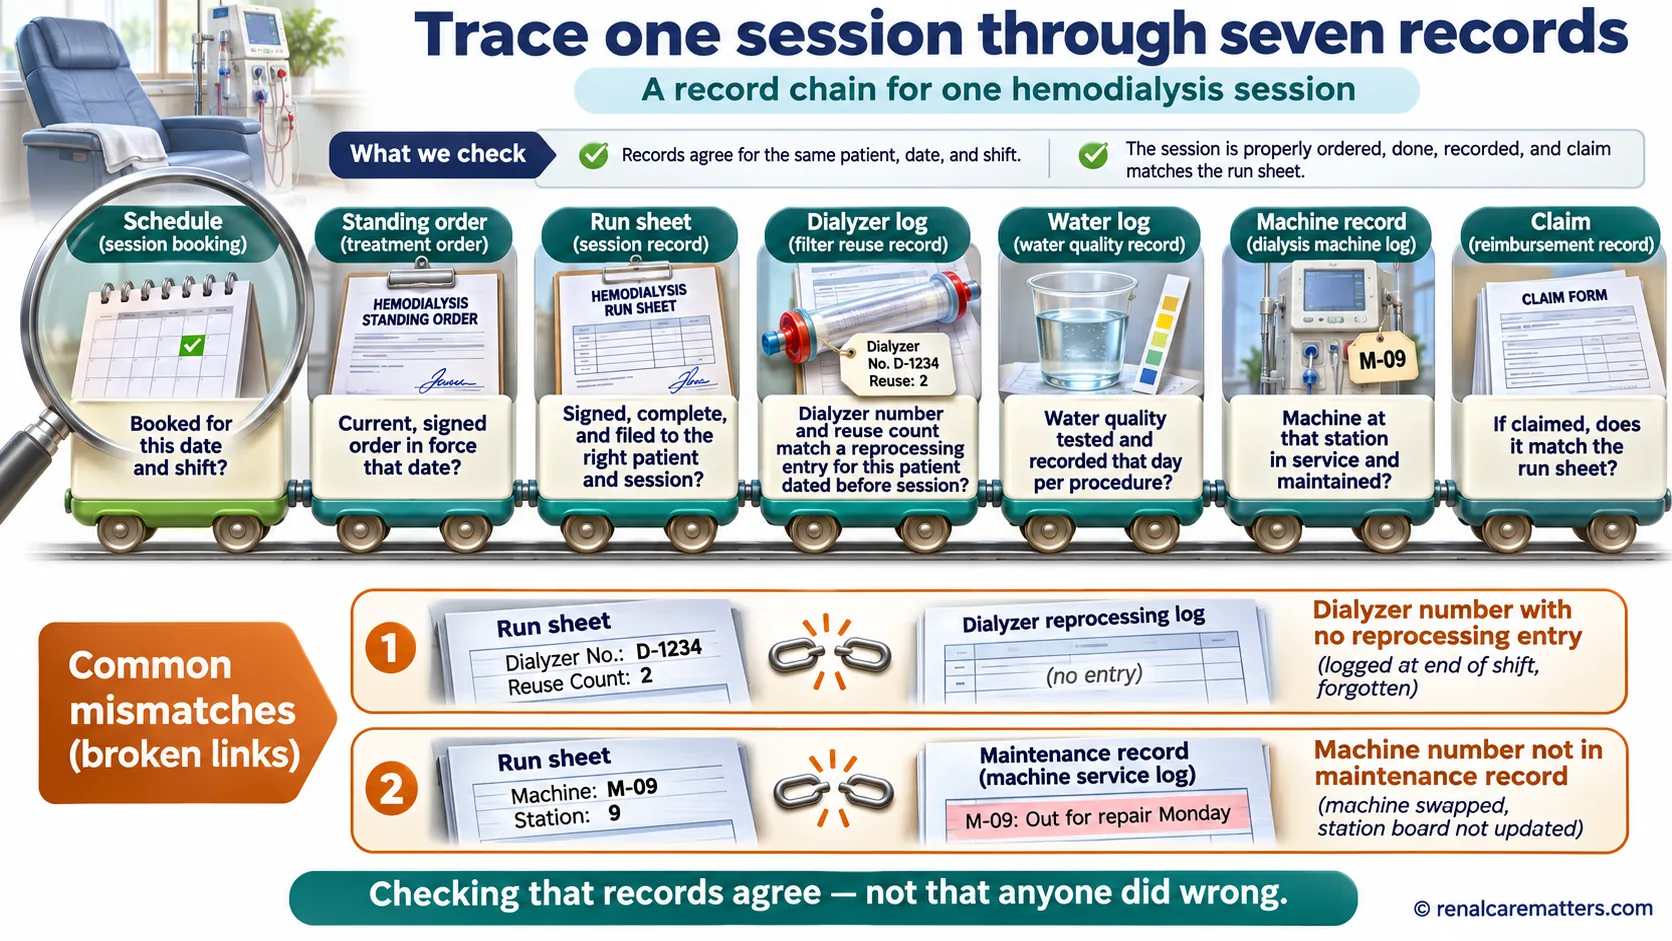 Trace one session through seven records
A record chain for one hemodialysis session
What we check
Records agree for the same patient, date, and shift.
The session is properly ordered, done, recorded, and claim
matches the run sheet.
Schedule
(session booking)
Booked for
this date
and shift?
Standing order
(treatment order)
HEMODIALYSIS
STANDING ORDER
Current, signed
order in force
that date?
Run sheet
(session record)
HEMODIALYSIS
RUN SHEET
Signed, complete,
and filed to the
right patient
and session?
Dialyzer log
(filter reuse record)
Dialyzer
No. D-1234
Reuse: 2
Dialyzer number
and reuse count
match a reprocessing
entry for this patient
dated before session?
Water log
(water quality record)
Water quality
tested and
recorded that day
per procedure?
Machine record
(dialysis machine log)
M-09
Machine at
that station
in service and
maintained?
Claim
(reimbursement record)
CLAIM FORM
If claimed, does
it match the
run sheet?
Common
mismatches
(broken links)
1
Run sheet
Dialyzer No.: D-1234
Reuse Count: 2
Dialyzer reprocessing log
(no entry)
Dialyzer number with
no reprocessing entry
(logged at end of shift,
forgotten)
2
Run sheet
Machine: M-09
Station: 9
Maintenance record
(machine service log)
M-09: Out for repair Monday
Machine number not in
maintenance record
(machine swapped,
station board not updated)
Checking that records agree — not that anyone did wrong.
© renalcarematters.com